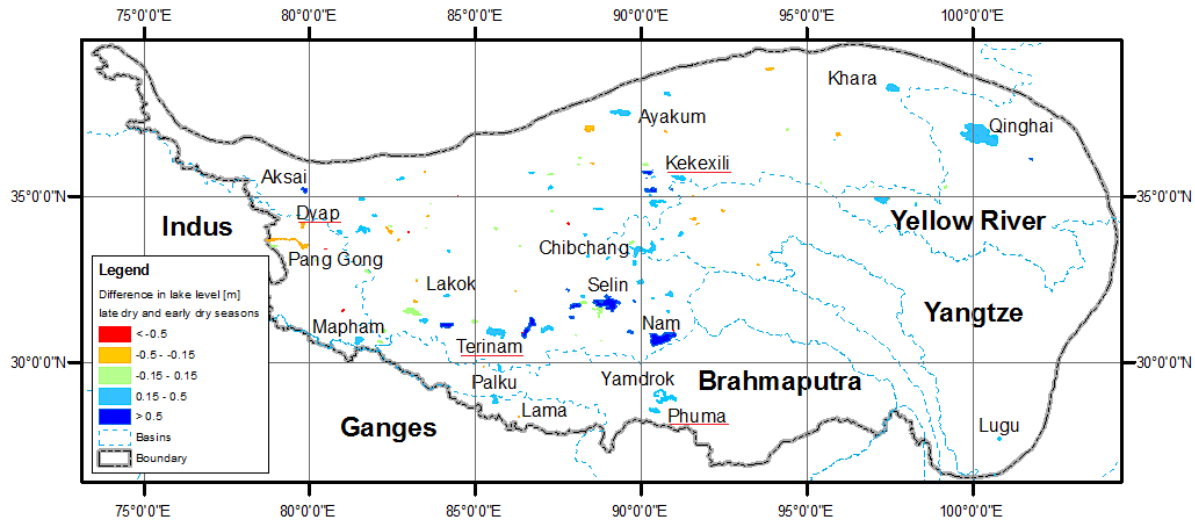 75°0'0"E 80°0'0"E 85°0'0"E 90°0'0"E 95°0'0"E 100°0'0"E
Khara
Ayakum
Qinghai
Kekexili
Aksai
35°0'0"N 35°0'0"N
Dyap
Indus
Yellow River
Chibchang
Pang Gong
Lakok
Selin
Yangtze
Nam
Mapham
Terinam
30°0'0"N 30°0'0"N
Palku
Yamdrok
Brahmaputra
Lama
Phuma
Ganges
Lugu
Legend
Difference in lake level [m]
late dry and early dry seasons
<-0.5
-0.5 - -0.15
-0.15 - 0.15
0.15 - 0.5
> 0.5
Basins
Boundary
75°0'0"E 80°0'0"E 85°0'0"E 90°0'0"E 95°0'0"E 100°0'0"E